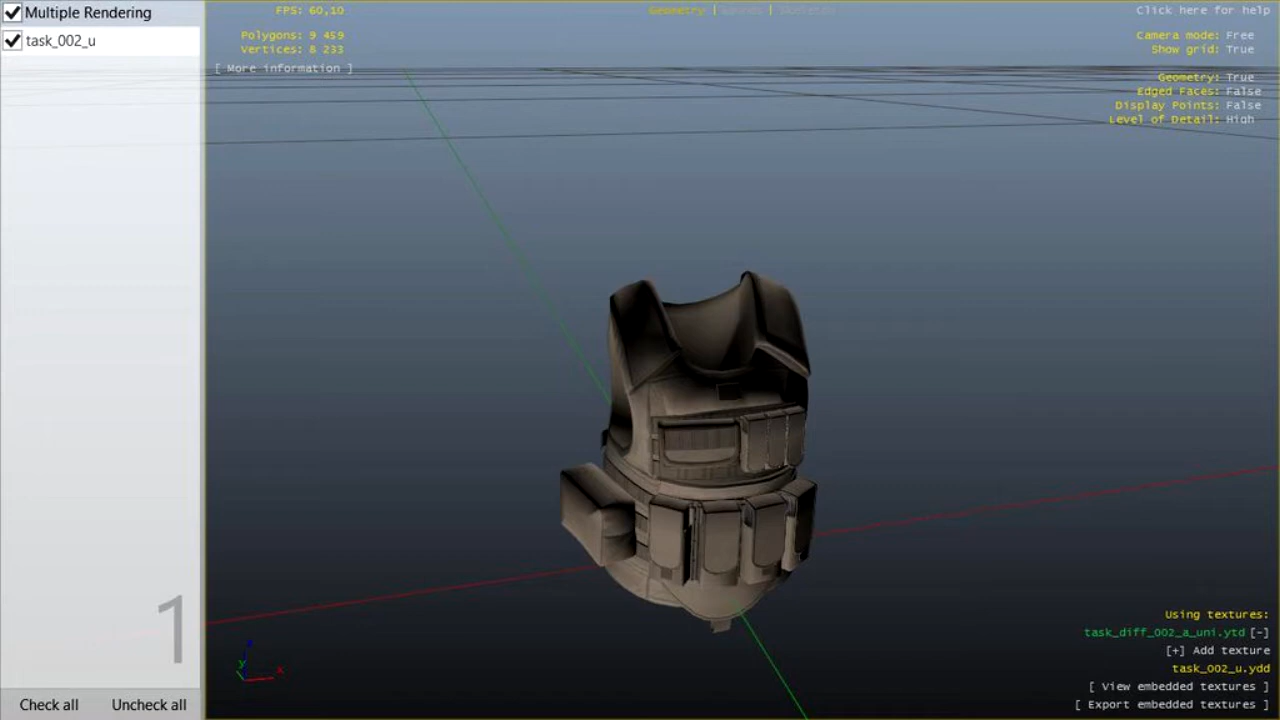 Multiple Rendering
task_002_u
1
Check all
Uncheck all
FPS: 60,10
Polygons: 9 459
Vertices: 8 233
[ More information ]
Geometry | Bounds | Skeleton
Click here for help
Camera mode: Free
Show grid: True
Geometry: True
Edged Faces: False
Display Points: False
Level of Detail: High
z
y
x
Using textures:
task_diff_002_a_uni.ytd [-]
[+] Add texture
task_002_u.ydd
[ View embedded textures ]
[ Export embedded textures ]